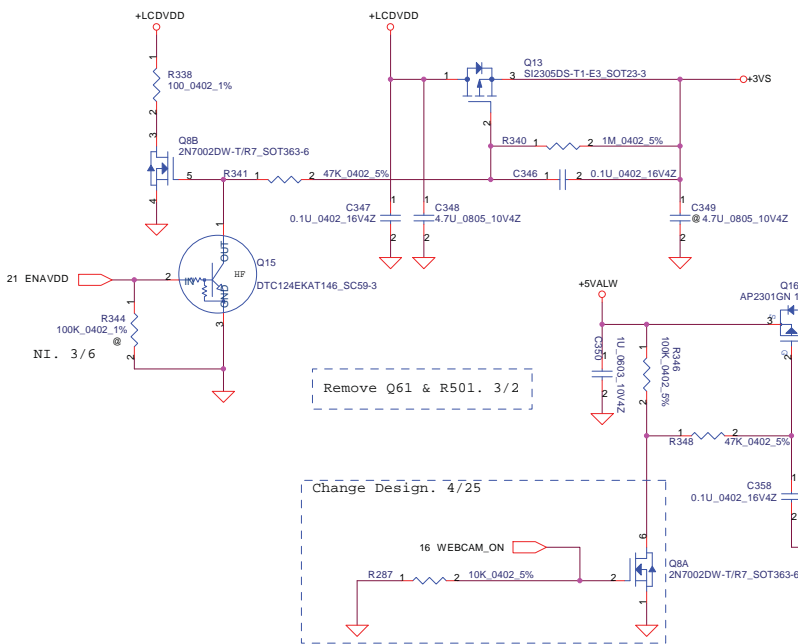 +LCDVDD
+LCDVDD
1
R338
100_0402_1%
2
3
Q8B
2N7002DW-T/R7_SOT363-6
5
4
Q13
SI2305DS-T1-E3_SOT23-3
1
3
2
+3VS
R340
1
2
1M_0402_5%
R341
1
2
47K_0402_5%
C346
1
2
0.1U_0402_16V4Z
1
C347
0.1U_0402_16V4Z
2
1
C348
4.7U_0805_10V4Z
2
1
C349
@
4.7U_0805_10V4Z
2
1
OUT
Q15
21 ENAVDD
2
IN
HF
DTC124EKAT146_SC59-3
GND
3
1
R344
100K_0402_1%
@
2
NI. 3/6
+5VALW
Q16
AP2301GN 1
3
S
G
2
1
C350
1U_0603_10V4Z
2
1
R346
100K_0402_5%
2
Remove Q61 & R501. 3/2
R348
1
2
47K_0402_5%
1
C358
0.1U_0402_16V4Z
2
Change Design. 4/25
16 WEBCAM_ON
6
Q8A
2N7002DW-T/R7_SOT363-6
R287
1
2
10K_0402_5%
2
1